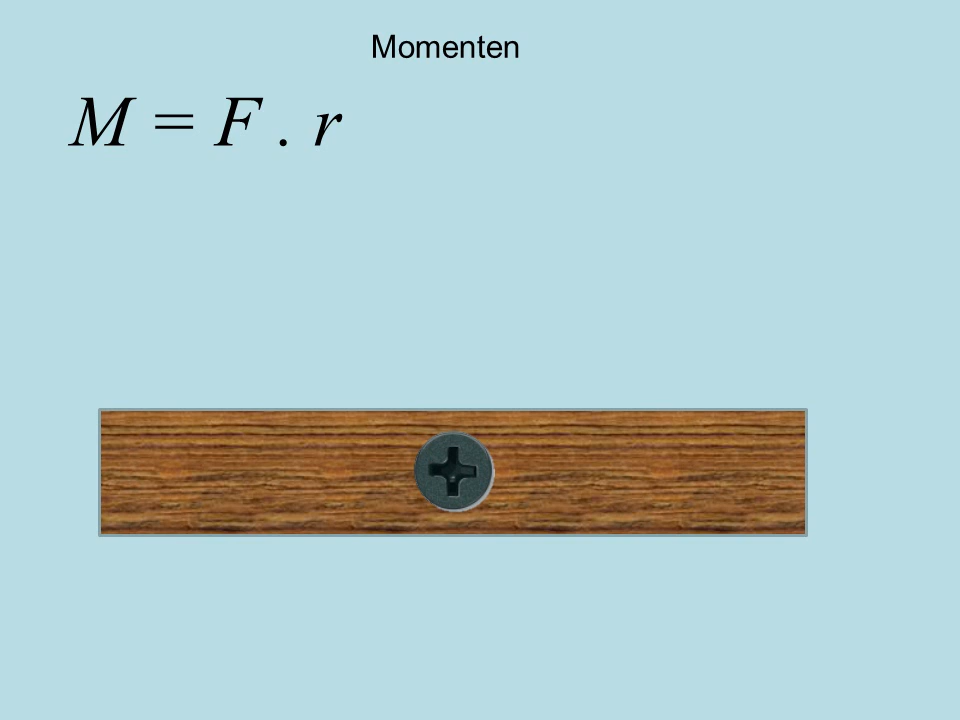 Momenten
M = F . r